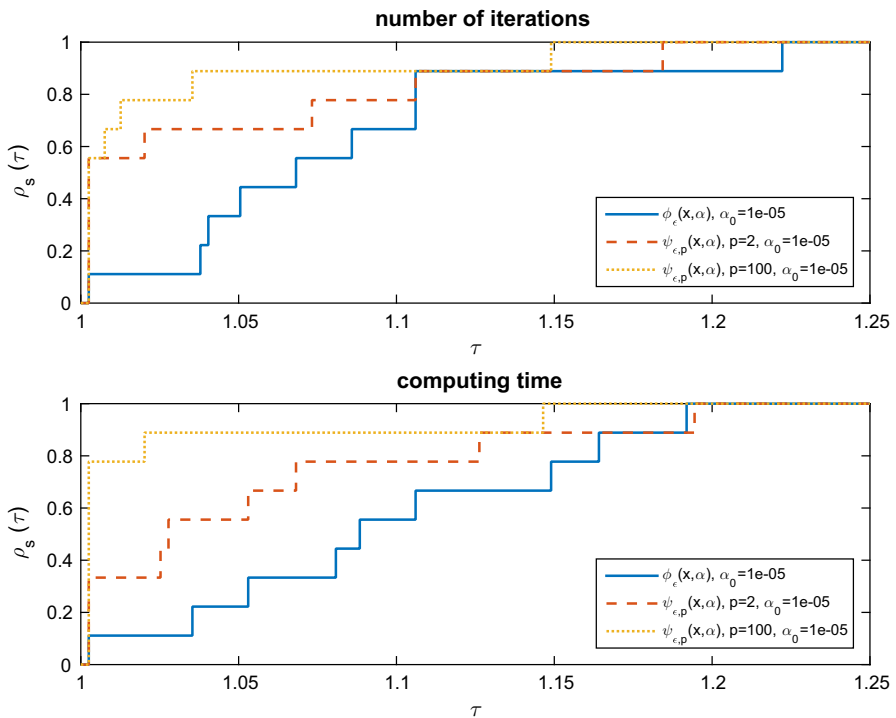 number of iterations
1
0.8
0.6
0.4
0.2
0
ρs (τ)
ϕϵ(x,α), α0=1e-05
ψϵ,p(x,α), p=2, α0=1e-05
ψϵ,p(x,α), p=100, α0=1e-05
1 1.05 1.1 1.15 1.2 1.25
τ
computing time
1
0.8
0.6
0.4
0.2
0
ρs (τ)
ϕϵ(x,α), α0=1e-05
ψϵ,p(x,α), p=2, α0=1e-05
ψϵ,p(x,α), p=100, α0=1e-05
1 1.05 1.1 1.15 1.2 1.25
τ